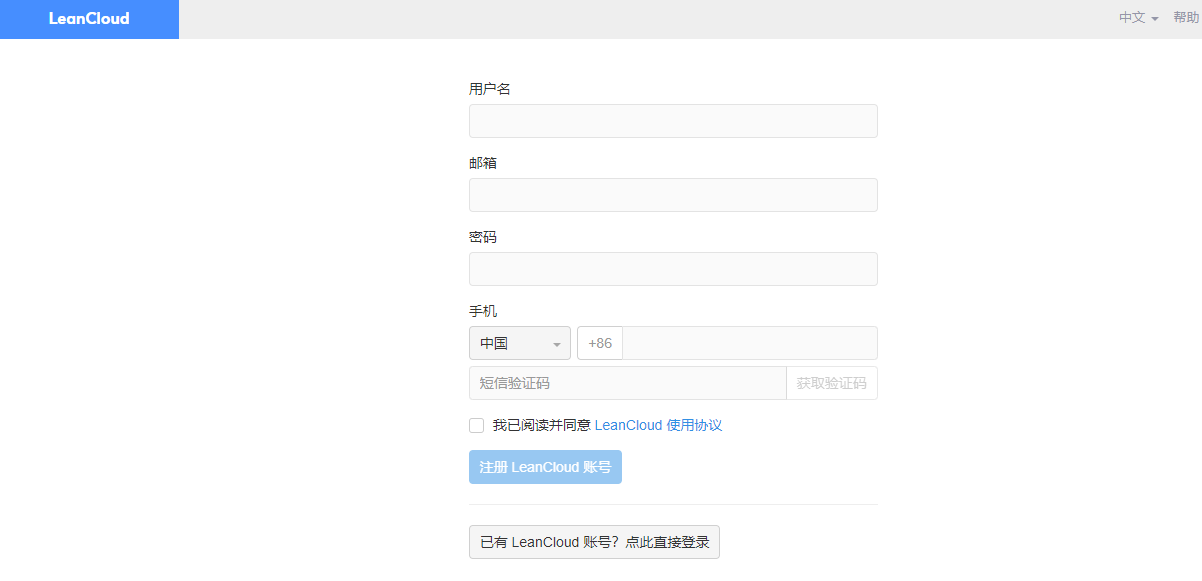 LeanCloud
中文
帮助
用户名
邮箱
密码
手机
中国
+86
短信验证码
获取验证码
我已阅读并同意 LeanCloud 使用协议
注册 LeanCloud 账号
已有 LeanCloud 账号？点此直接登录